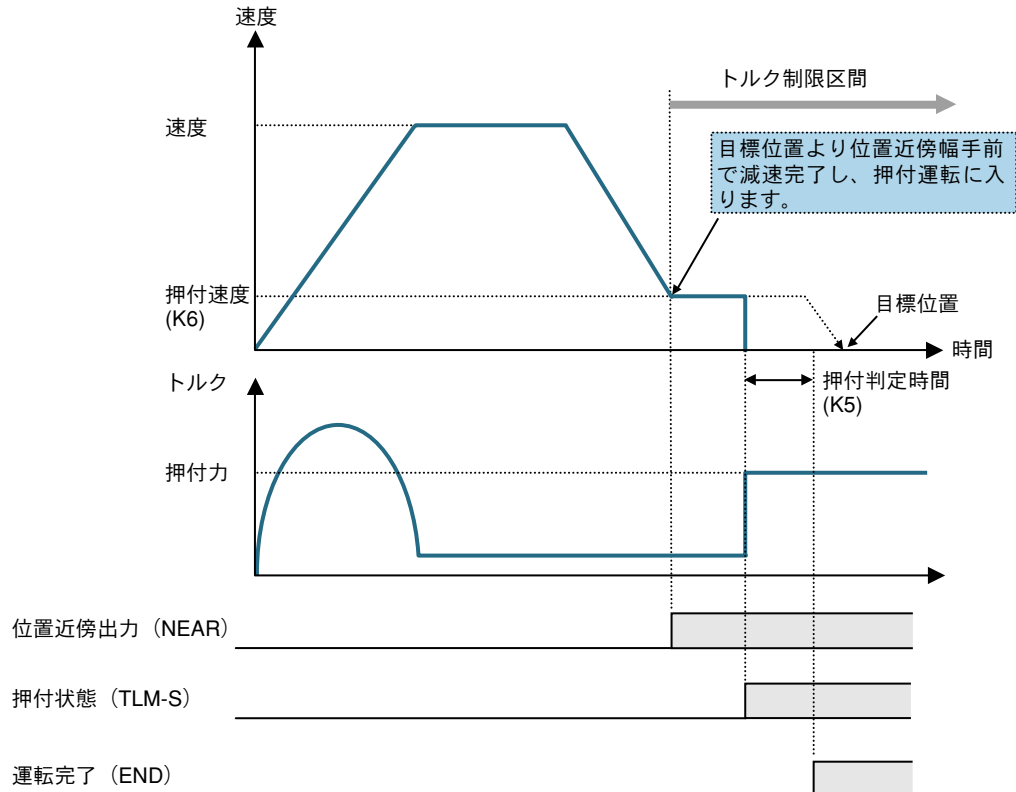 速度
トルク制限区間
速度
目標位置より位置近傍幅手前
で減速完了し、押付運転に入
ります。
押付速度
(K6)
目標位置
時間
押付判定時間
(K5)
トルク
押付力
位置近傍出力（NEAR）
押付状態（TLM-S）
運転完了（END）